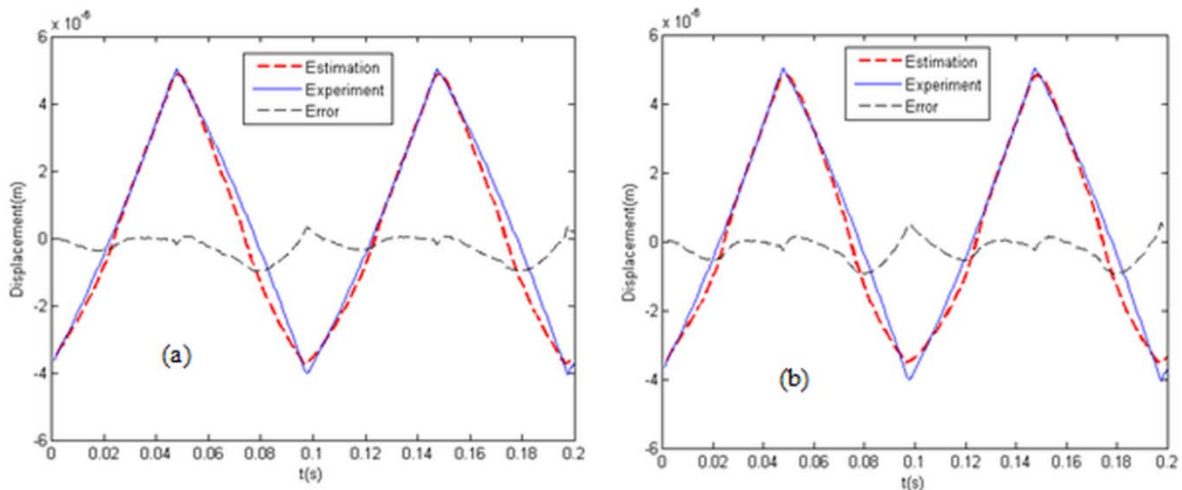 x 10⁻⁶
6
4
2
0
-2
-4
-6
Displacement(m)
Estimation
Experiment
Error
(a)
0 0.02 0.04 0.06 0.08 0.1 0.12 0.14 0.16 0.18 0.2
t(s)
x 10⁻⁶
6
4
2
0
-2
-4
-6
Displacement(m)
Estimation
Experiment
Error
(b)
0 0.02 0.04 0.06 0.08 0.1 0.12 0.14 0.16 0.18 0.2
t(s)